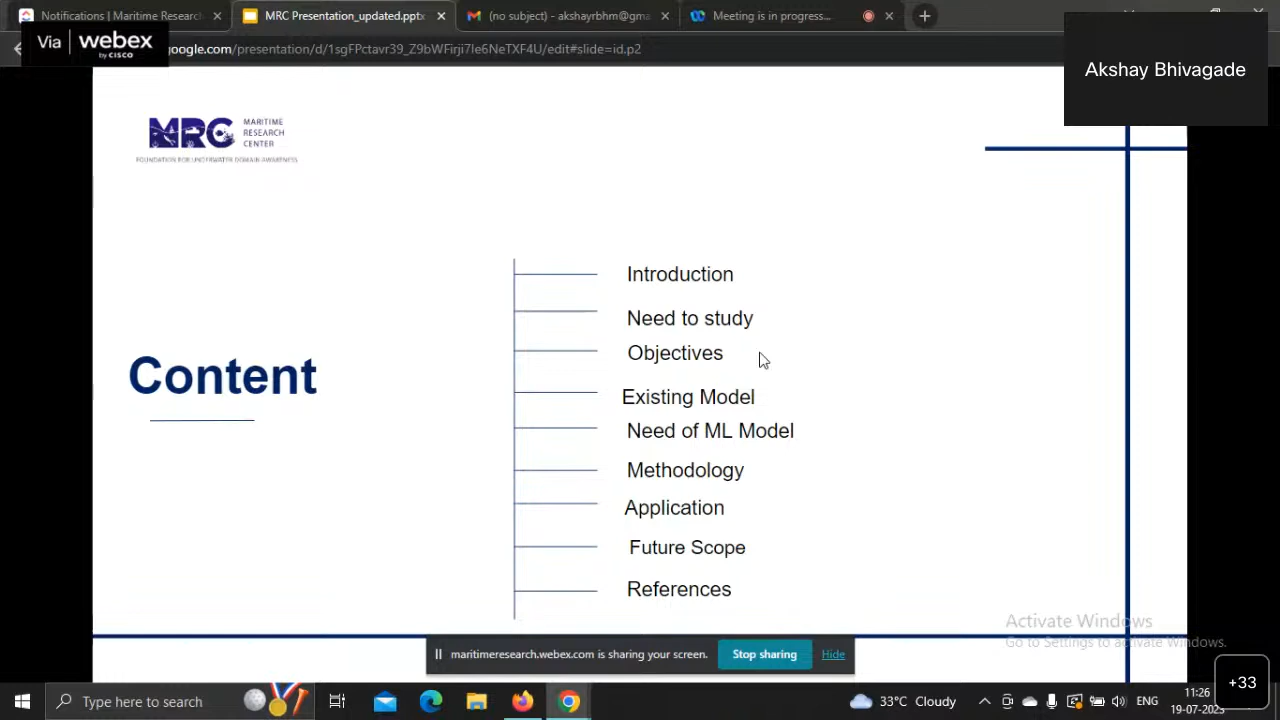 Notifications | Maritime Researc
MRC Content_updated.pptx
(no subject) - akshayrbhm@gma
Meeting is in progress...
Via webex
by CISCO
google.com/presentation/d/1sgFPctavr39_Z9bWFirji7Ie6NeTXF4U/edit#slide=id.p2
Akshay Bhivagade
MRC
MARITIME
RESEARCH
CENTER
FOUNDATION FOR UNDERWATER DOMAIN AWARENESS
Content
Introduction
Need to study
Objectives
Existing Model
Need of ML Model
Methodology
Application
Future Scope
References
Activate Windows
Go to Settings to activate Windows.
maritimeresearch.webex.com is sharing your screen.
Stop sharing
Hide
+33
Type here to search
33°C Cloudy
ENG
11:26
19-07-2023